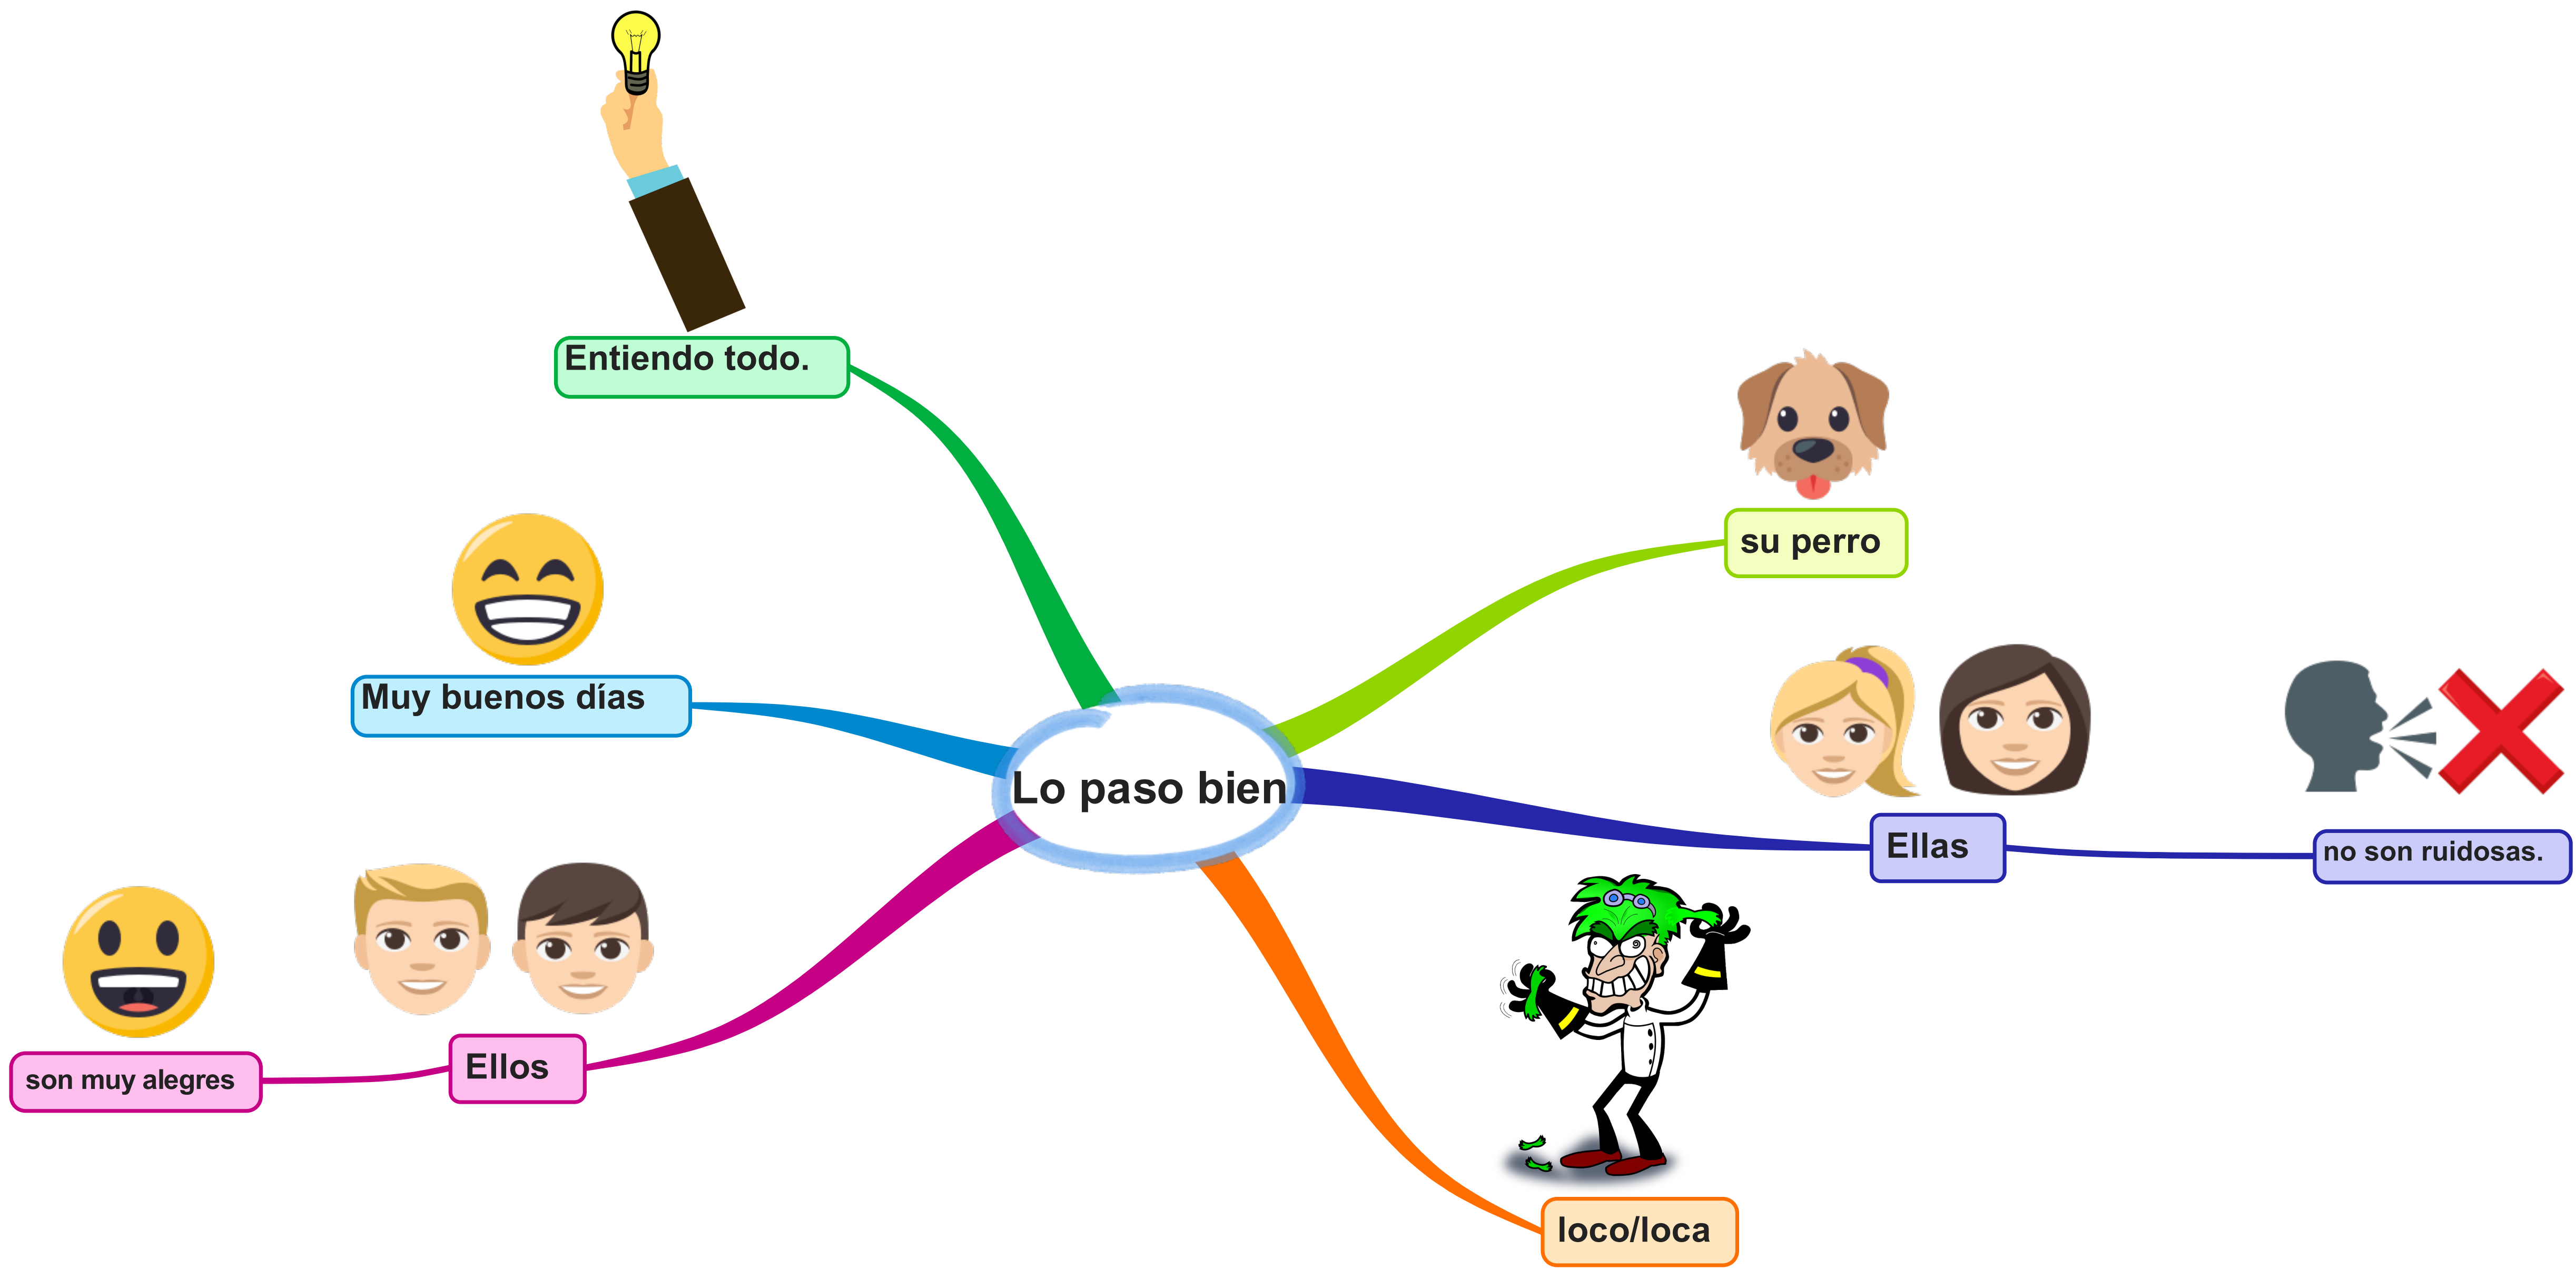 Entiendo todo.
su perro
Muy buenos días
Lo paso bien
Ellas
no son ruidosas.
Ellos
son muy alegres
loco/loca